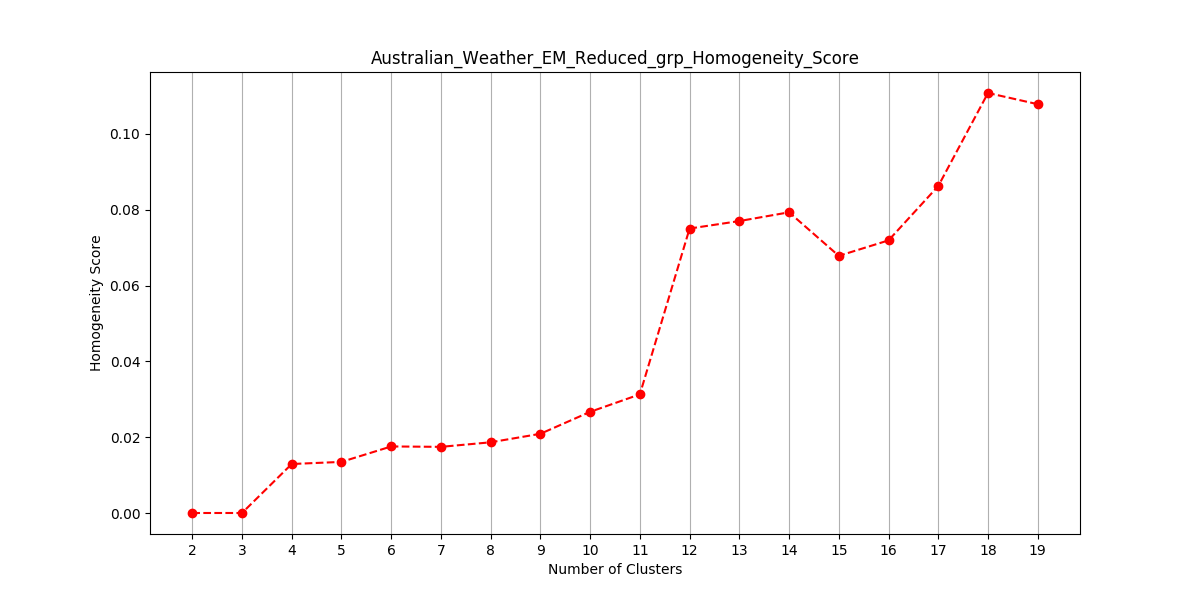 Australian_Weather_EM_Reduced_grp_Homogeneity_Score
Homogeneity Score
0.10
0.08
0.06
0.04
0.02
0.00
2 3 4 5 6 7 8 9 10 11 12 13 14 15 16 17 18 19
Number of Clusters